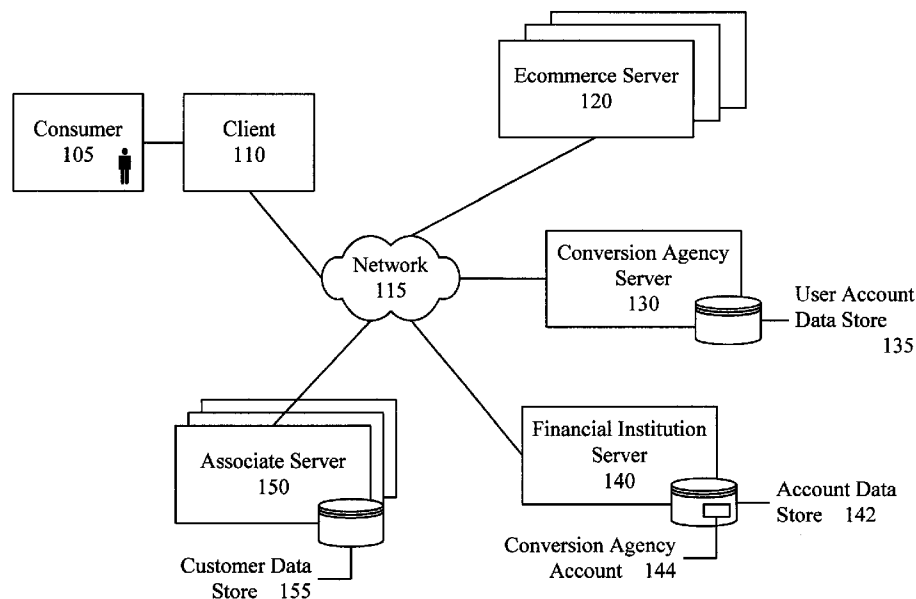 Ecommerce Server
120
Consumer
105
Client
110
Network
115
Conversion Agency
Server
130
User Account
Data Store
135
Associate Server
150
Customer Data
Store 155
Financial Institution
Server
140
Account Data
Store 142
Conversion Agency
Account 144